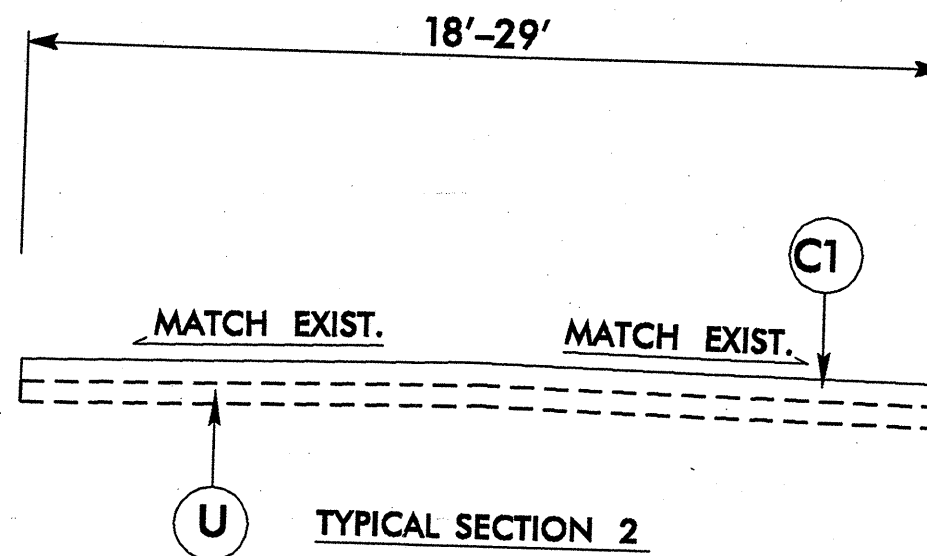 18'-29'
C1
MATCH EXIST.
MATCH EXIST.
U
TYPICAL SECTION 2